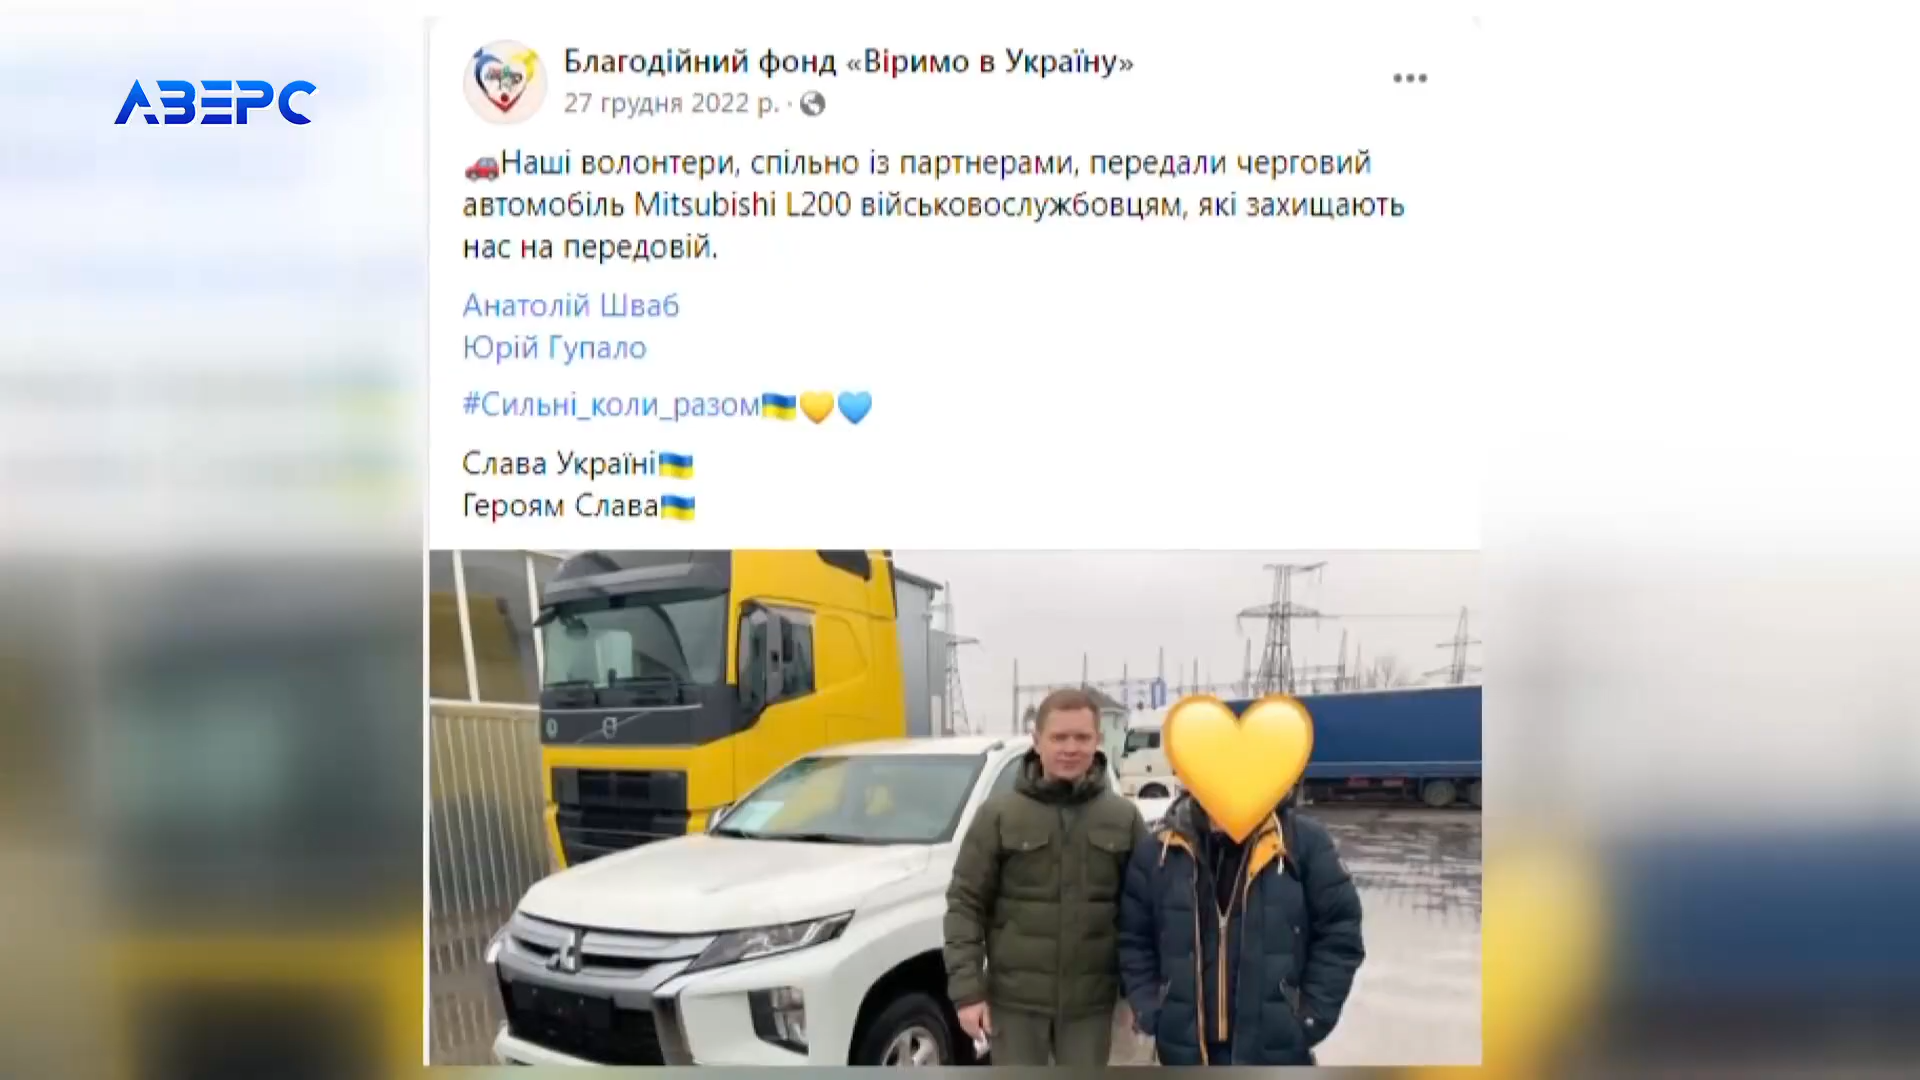 АВЕРС
Благодійний фонд «Віримо в Україну»
27 грудня 2022 р. ·
Наші волонтери, спільно із партнерами, передали черговий
автомобіль Mitsubishi L200 військовослужбовцям, які захищають
нас на передовій.
Анатолій Шваб
Юрій Гупало
#Сильні_коли_разом
Слава Україні
Героям Слава